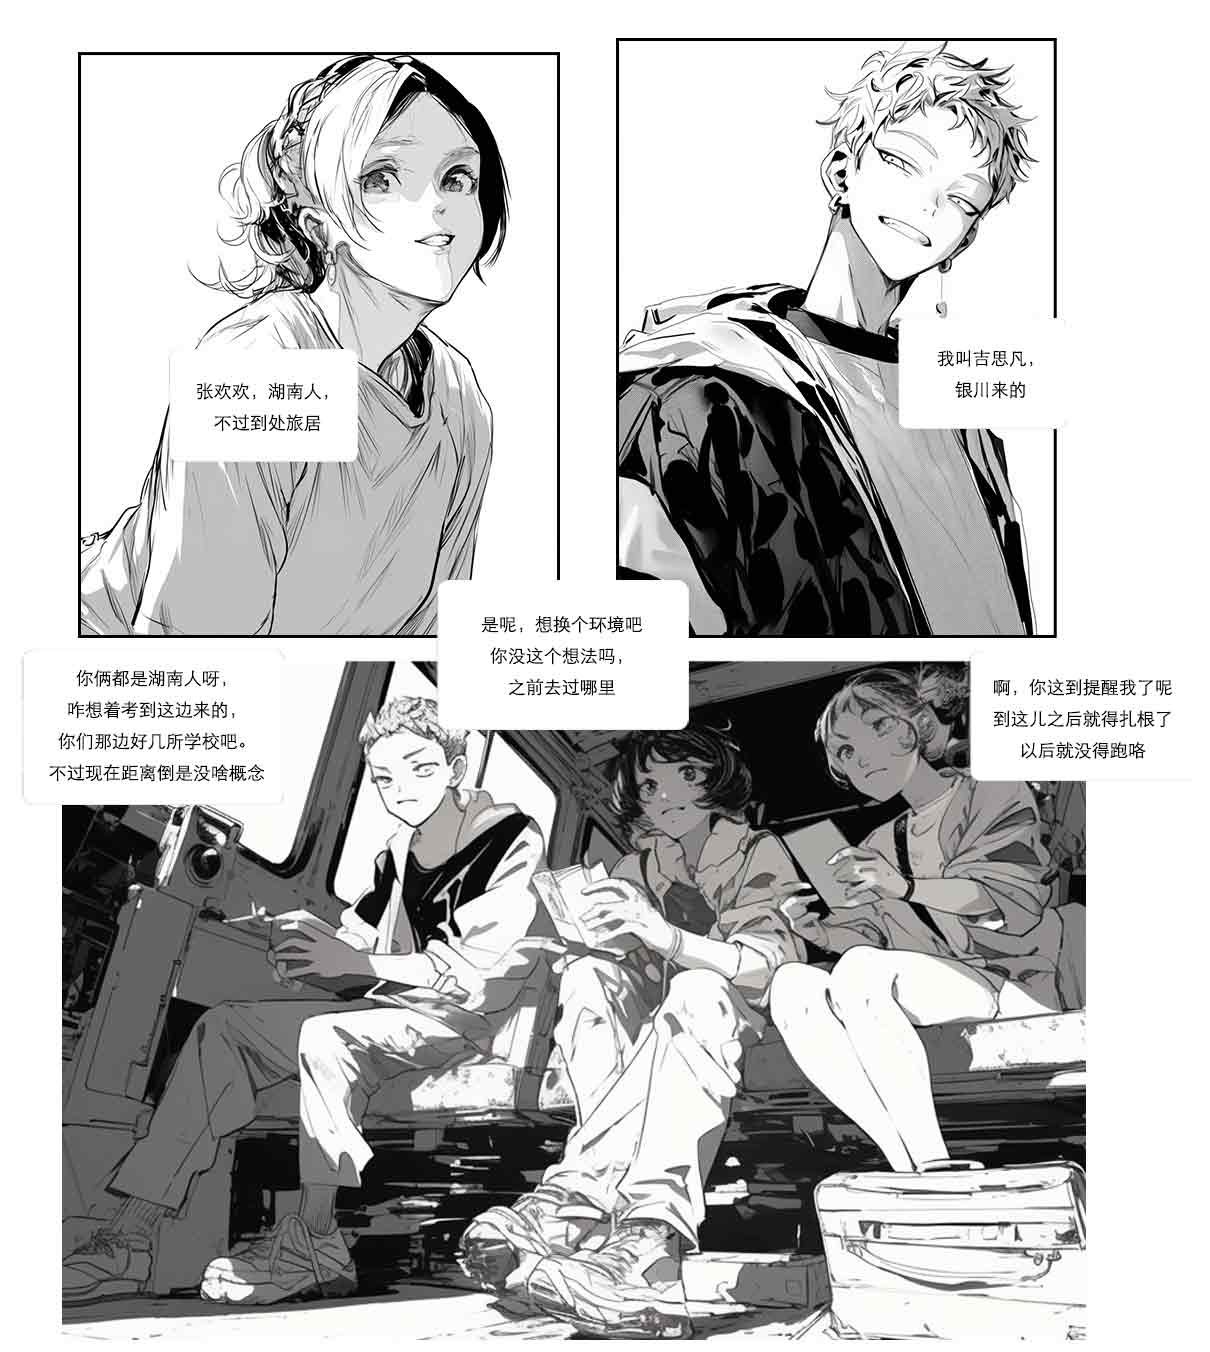 张欢欢，湖南人，
不过到处旅居
我叫吉思凡，
银川来的
你俩都是湖南人呀，
咋想着考到这边来的，
你们那边好几所学校吧。
不过现在距离倒是没啥概念
是呢，想换个环境吧
你没这个想法吗，
之前去过哪里
啊，你这到提醒我了呢
到这儿之后就得扎根了
以后就没得跑咯